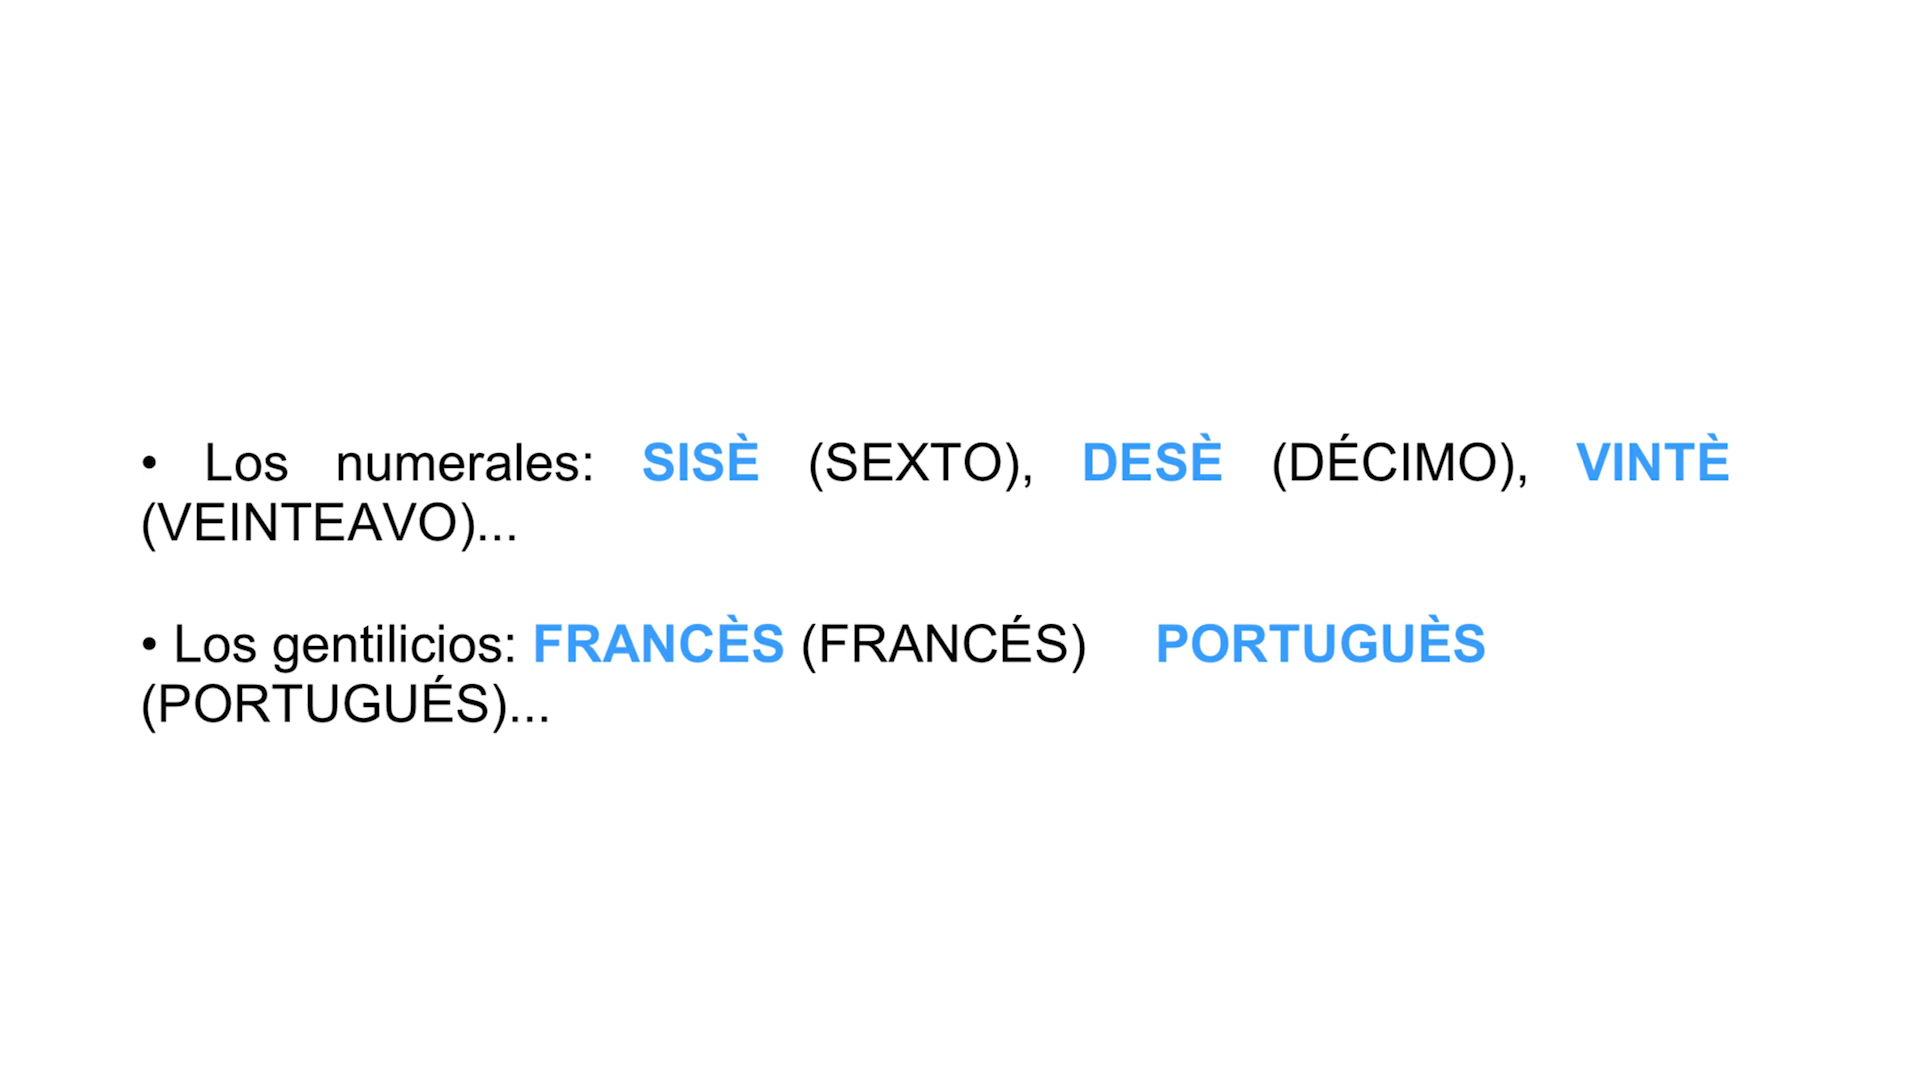 • Los numerales: SISÈ (SEXTO), DESÈ (DÉCIMO), VINTÈ
(VEINTEAVO)...
• Los gentilicios: FRANCÈS (FRANCÉS) PORTUGUÈS
(PORTUGUÉS)...